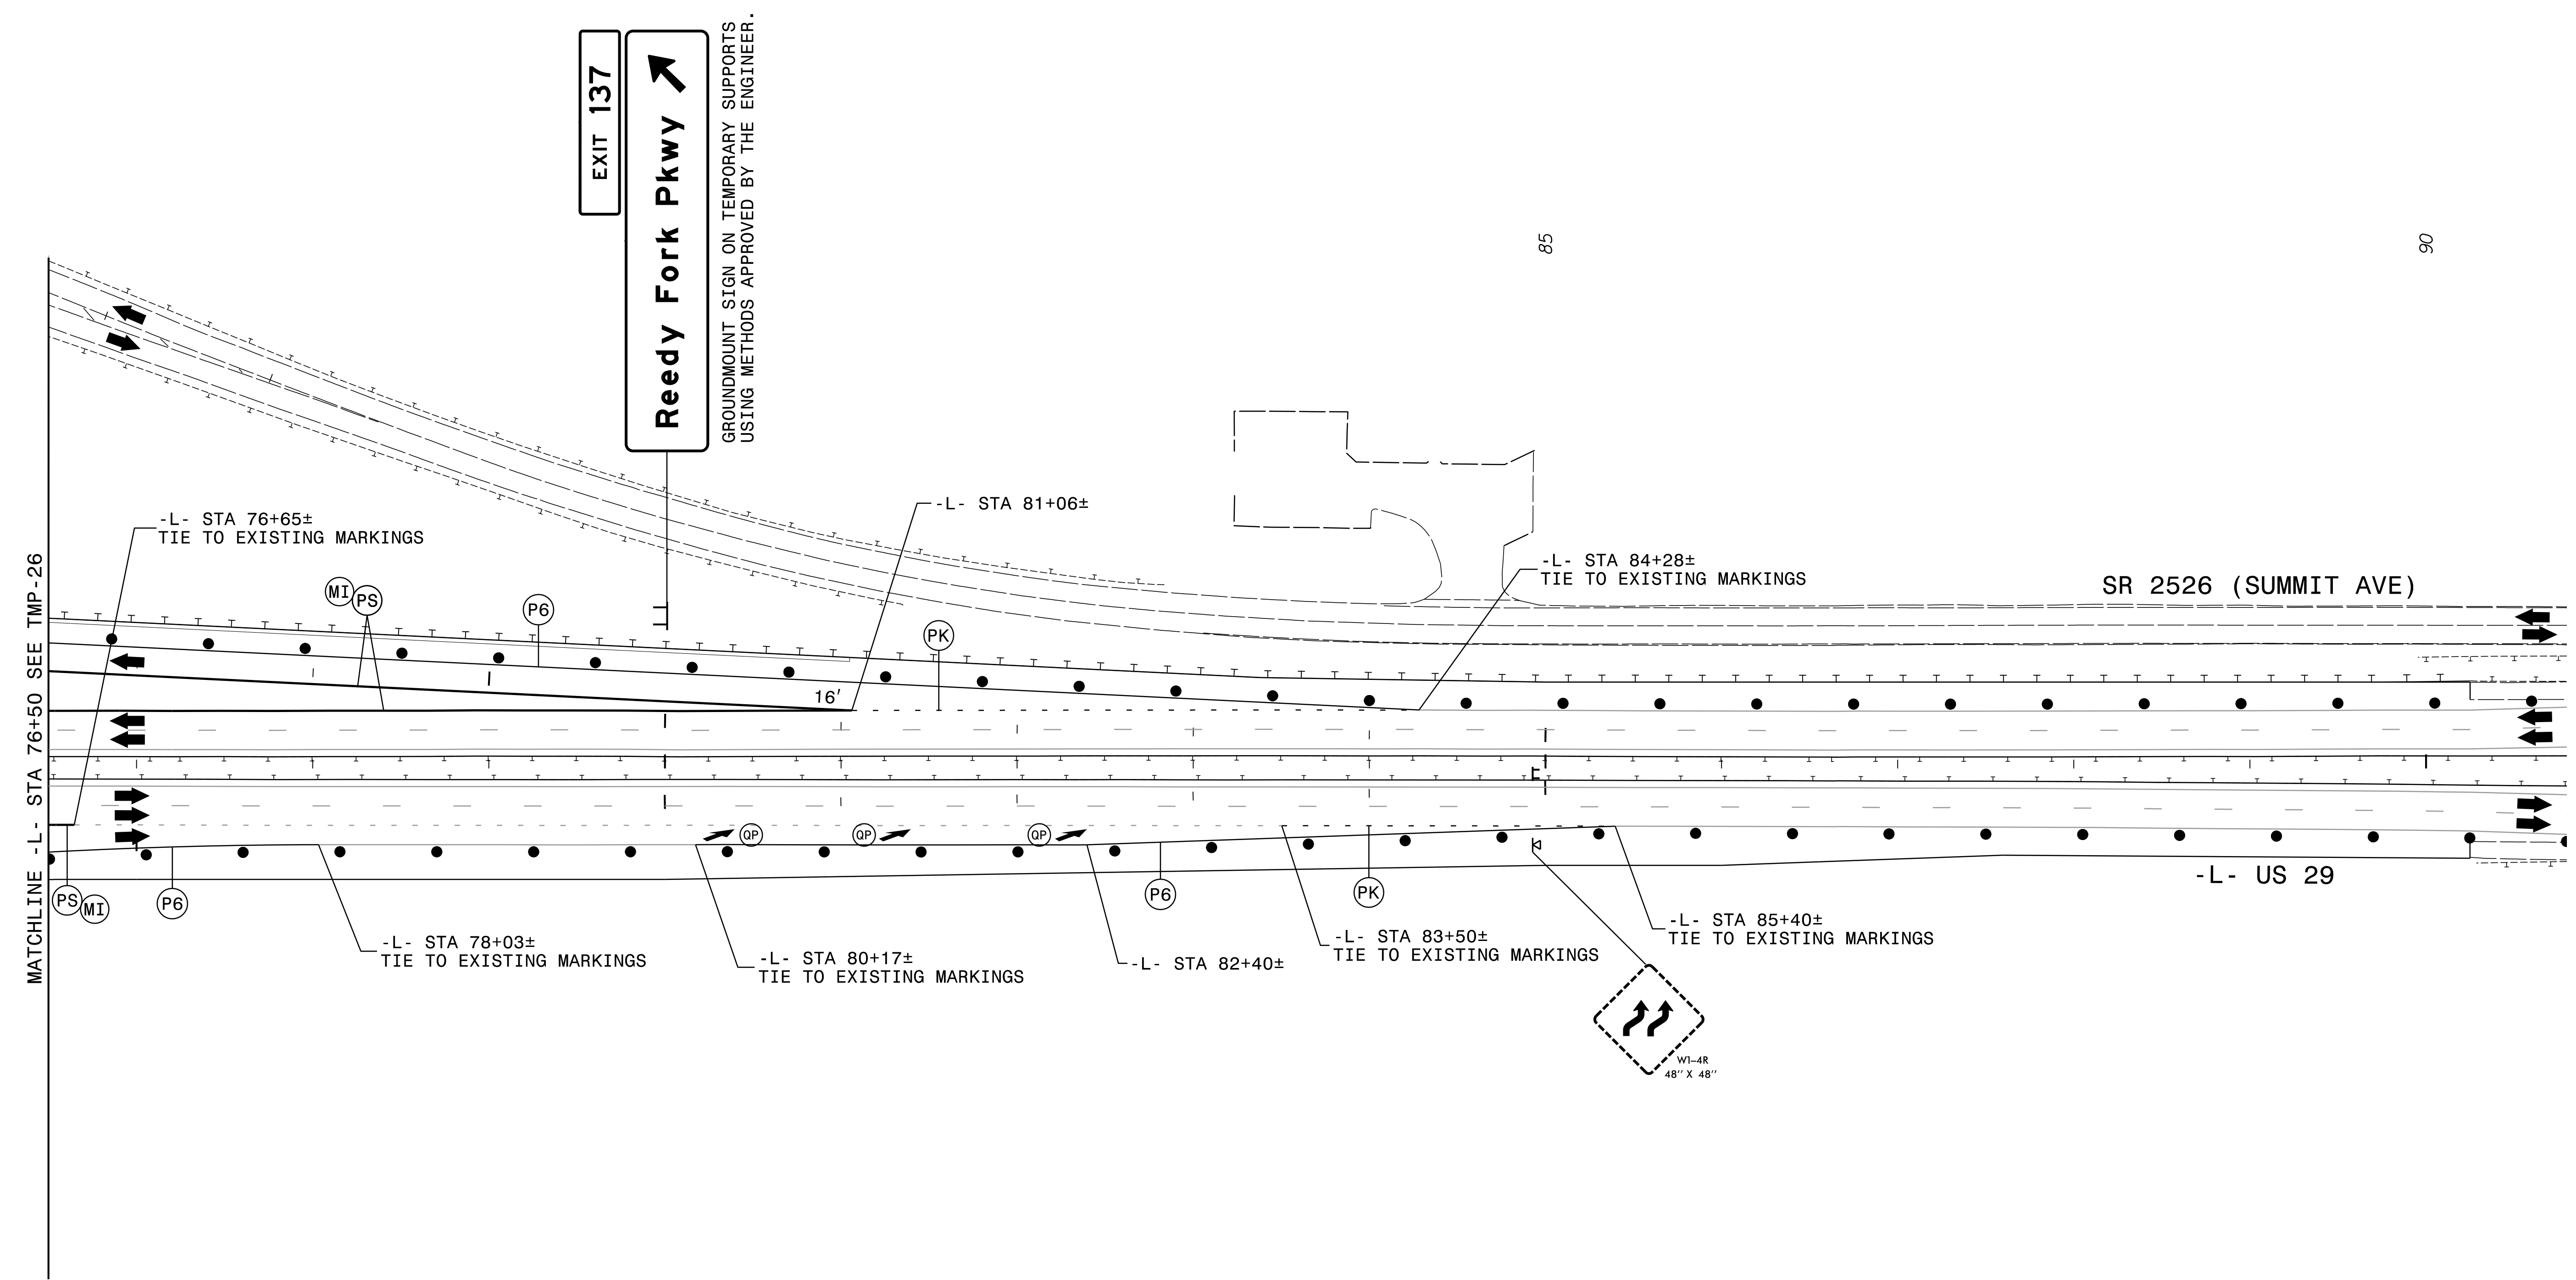 EXIT 137
Reedy Fork Pkwy
GROUNDMOUNT SIGN ON TEMPORARY SUPPORTS
USING METHODS APPROVED BY THE ENGINEER.
85
90
-L- STA 76+65±
TIE TO EXISTING MARKINGS
-L- STA 81+06±
-L- STA 84+28±
TIE TO EXISTING MARKINGS
SR 2526 (SUMMIT AVE)
MI
PS
P6
PK
16'
MATCHLINE -L- STA 76+50 SEE TMP-26
QP
QP
QP
PS
MI
P6
P6
PK
-L- US 29
-L- STA 78+03±
TIE TO EXISTING MARKINGS
-L- STA 80+17±
TIE TO EXISTING MARKINGS
-L- STA 82+40±
-L- STA 83+50±
TIE TO EXISTING MARKINGS
-L- STA 85+40±
TIE TO EXISTING MARKINGS
W1-4R
48'' X 48''